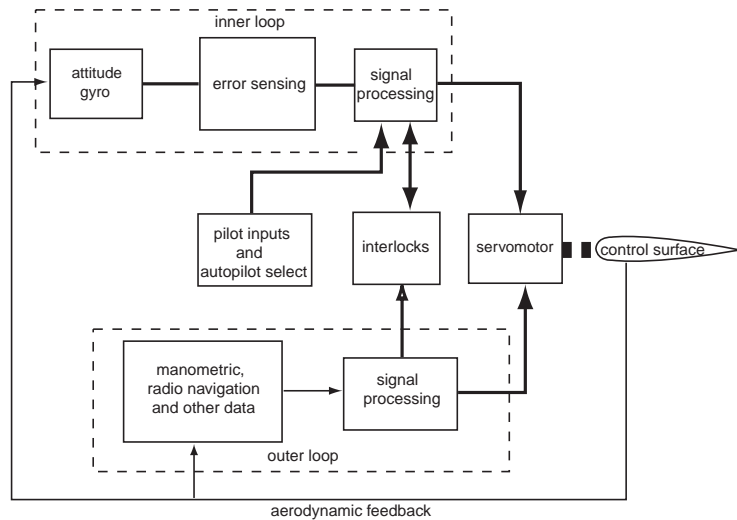 inner loop
attitude
gyro
error sensing
signal
processing
pilot inputs
and
autopilot select
interlocks
servomotor
control surface
manometric,
radio navigation
and other data
signal
processing
outer loop
aerodynamic feedback